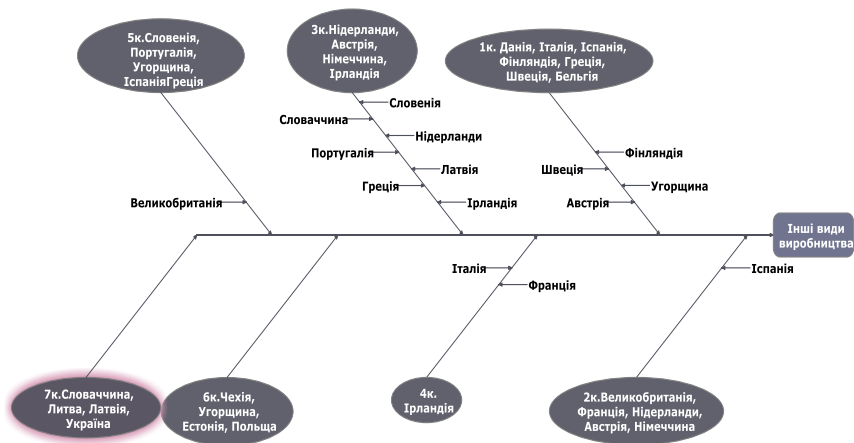 5к.Словенія,
Португалія,
Угорщина,
ІспаніяГреція
3к.Нідерланди,
Австрія,
Німеччина,
Ірландія
1к. Данія, Італія, Іспанія,
Фінляндія, Греція,
Швеція, Бельгія
Словенія
Словаччина
Нідерланди
Португалія
Латвія
Греція
Ірландія
Фінляндія
Швеція
Угорщина
Австрія
Великобританія
Інші види
виробництва
Італія
Франція
Іспанія
7к.Словаччина,
Литва, Латвія,
Україна
6к.Чехія,
Угорщина,
Естонія, Польща
4к.
Ірландія
2к.Великобританія,
Франція, Нідерланди,
Австрія, Німеччина